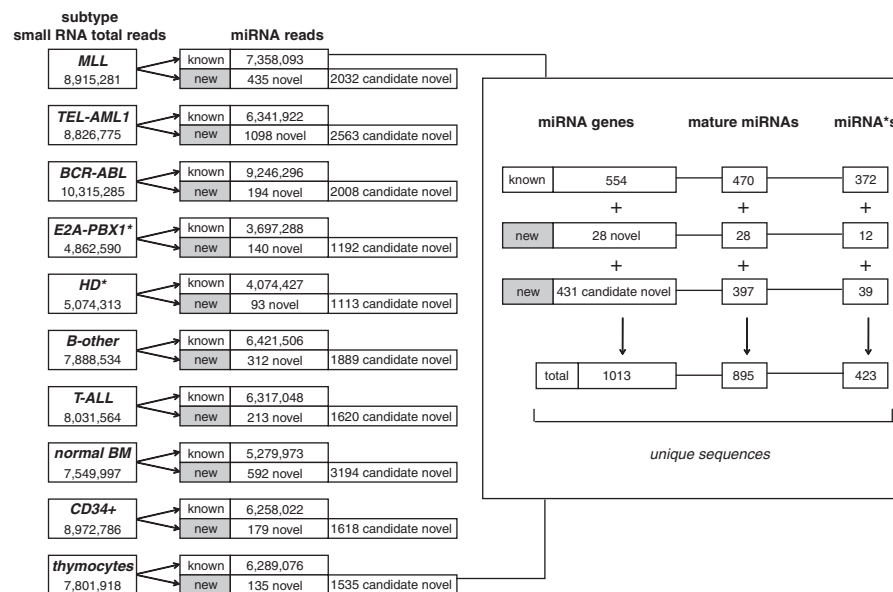 subtype
small RNA total reads
miRNA reads
MLL
8,915,281
known 7,358,093
new 435 novel 2032 candidate novel
TEL-AML1
8,826,775
known 6,341,922
new 1098 novel 2563 candidate novel
BCR-ABL
10,315,285
known 9,246,296
new 194 novel 2008 candidate novel
E2A-PBX1*
4,862,590
known 3,697,288
new 140 novel 1192 candidate novel
HD*
5,074,313
known 4,074,427
new 93 novel 1113 candidate novel
B-other
7,888,534
known 6,421,506
new 312 novel 1889 candidate novel
T-ALL
8,031,564
known 6,317,048
new 213 novel 1620 candidate novel
normal BM
7,549,997
known 5,279,973
new 592 novel 3194 candidate novel
CD34+
8,972,786
known 6,258,022
new 179 novel 1618 candidate novel
thymocytes
7,801,918
known 6,289,076
new 135 novel 1535 candidate novel
miRNA genes mature miRNAs miRNA*s
known 554 470 372
+ + +
new 28 novel 28 12
+ + +
new 431 candidate novel 397 39
total 1013 895 423
unique sequences